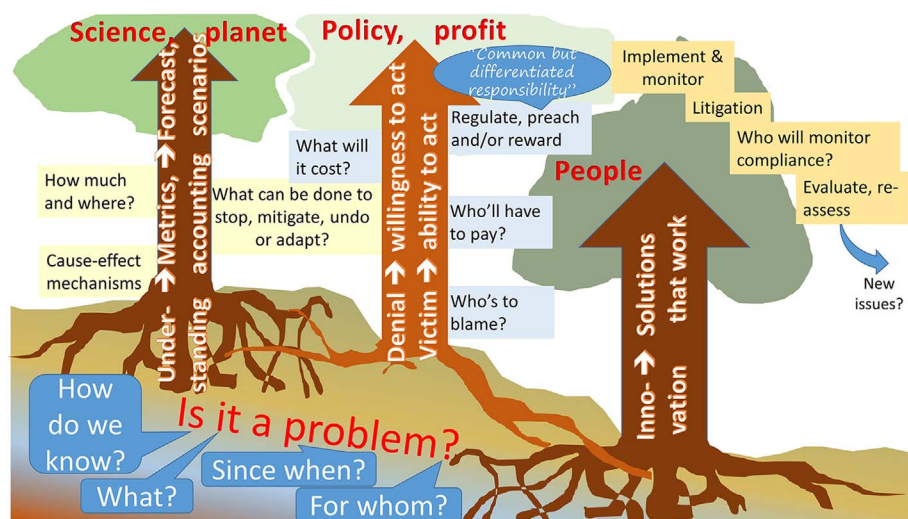 Science, planet
Policy, profit
"Common but
differentiated
responsibility"
Implement &
monitor
Litigation
Who will monitor
compliance?
Evaluate, re-
assess
New
issues?
People
Under- ➔ Metrics, ➔ Forecast,
standing accounting scenarios
How much
and where?
Cause-effect
mechanisms
What will
it cost?
What can be done to
stop, mitigate, undo
or adapt?
Denial ➔ willingness to act
Victim ➔ ability to act
Regulate, preach
and/or reward
Who'll have
to pay?
Who's to
blame?
Inno- ➔ Solutions
vation that work
Is it a problem?
How
do we
know?
What?
Since when?
For whom?